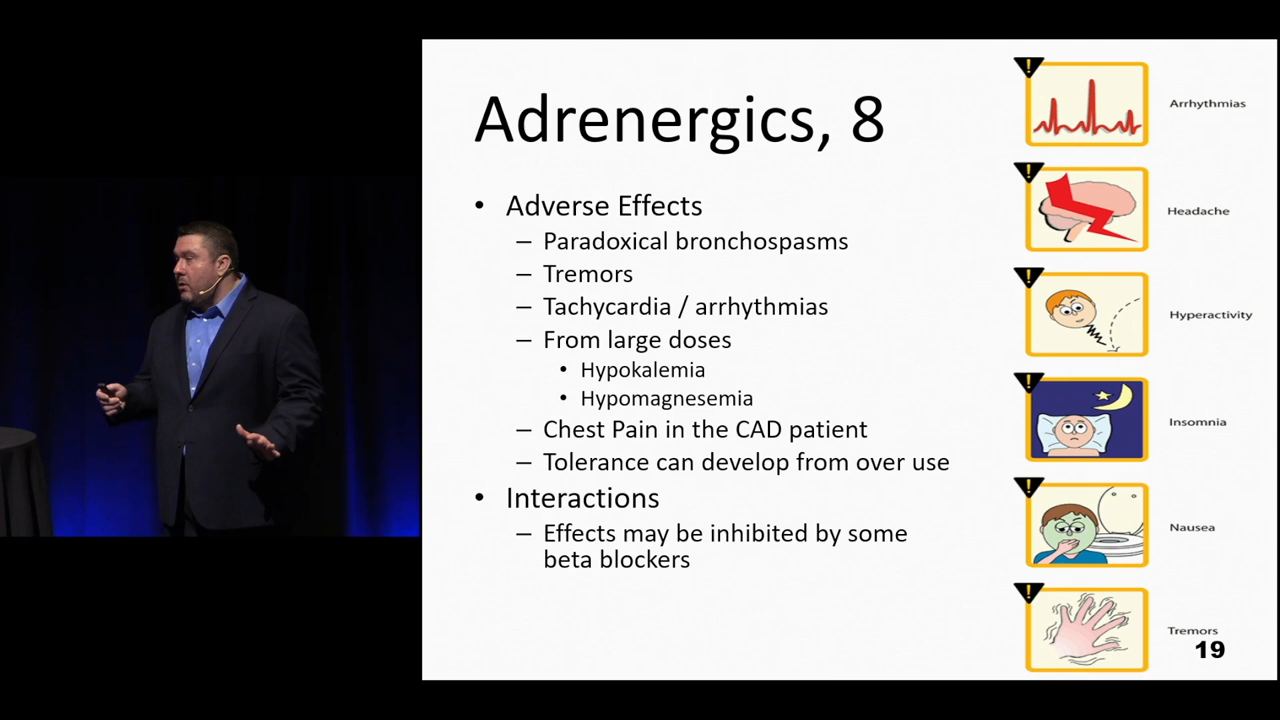 Adrenergics, 8
• Adverse Effects
– Paradoxical bronchospasms
– Tremors
– Tachycardia / arrhythmias
– From large doses
• Hypokalemia
• Hypomagnesemia
– Chest Pain in the CAD patient
– Tolerance can develop from over use
• Interactions
– Effects may be inhibited by some
beta blockers
!
Arrhythmias
!
Headache
!
Hyperactivity
!
Insomnia
!
Nausea
!
Tremors
19